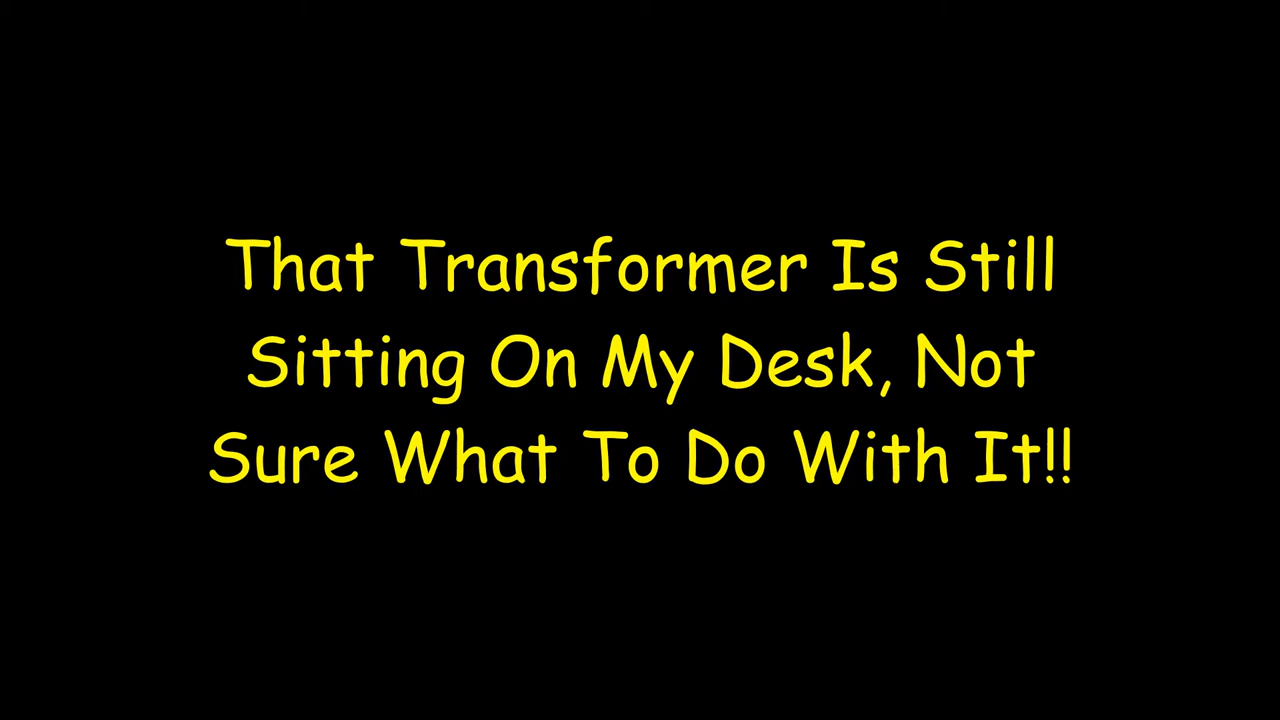 That Transformer Is Still
Sitting On My Desk, Not
Sure What To Do With It!!